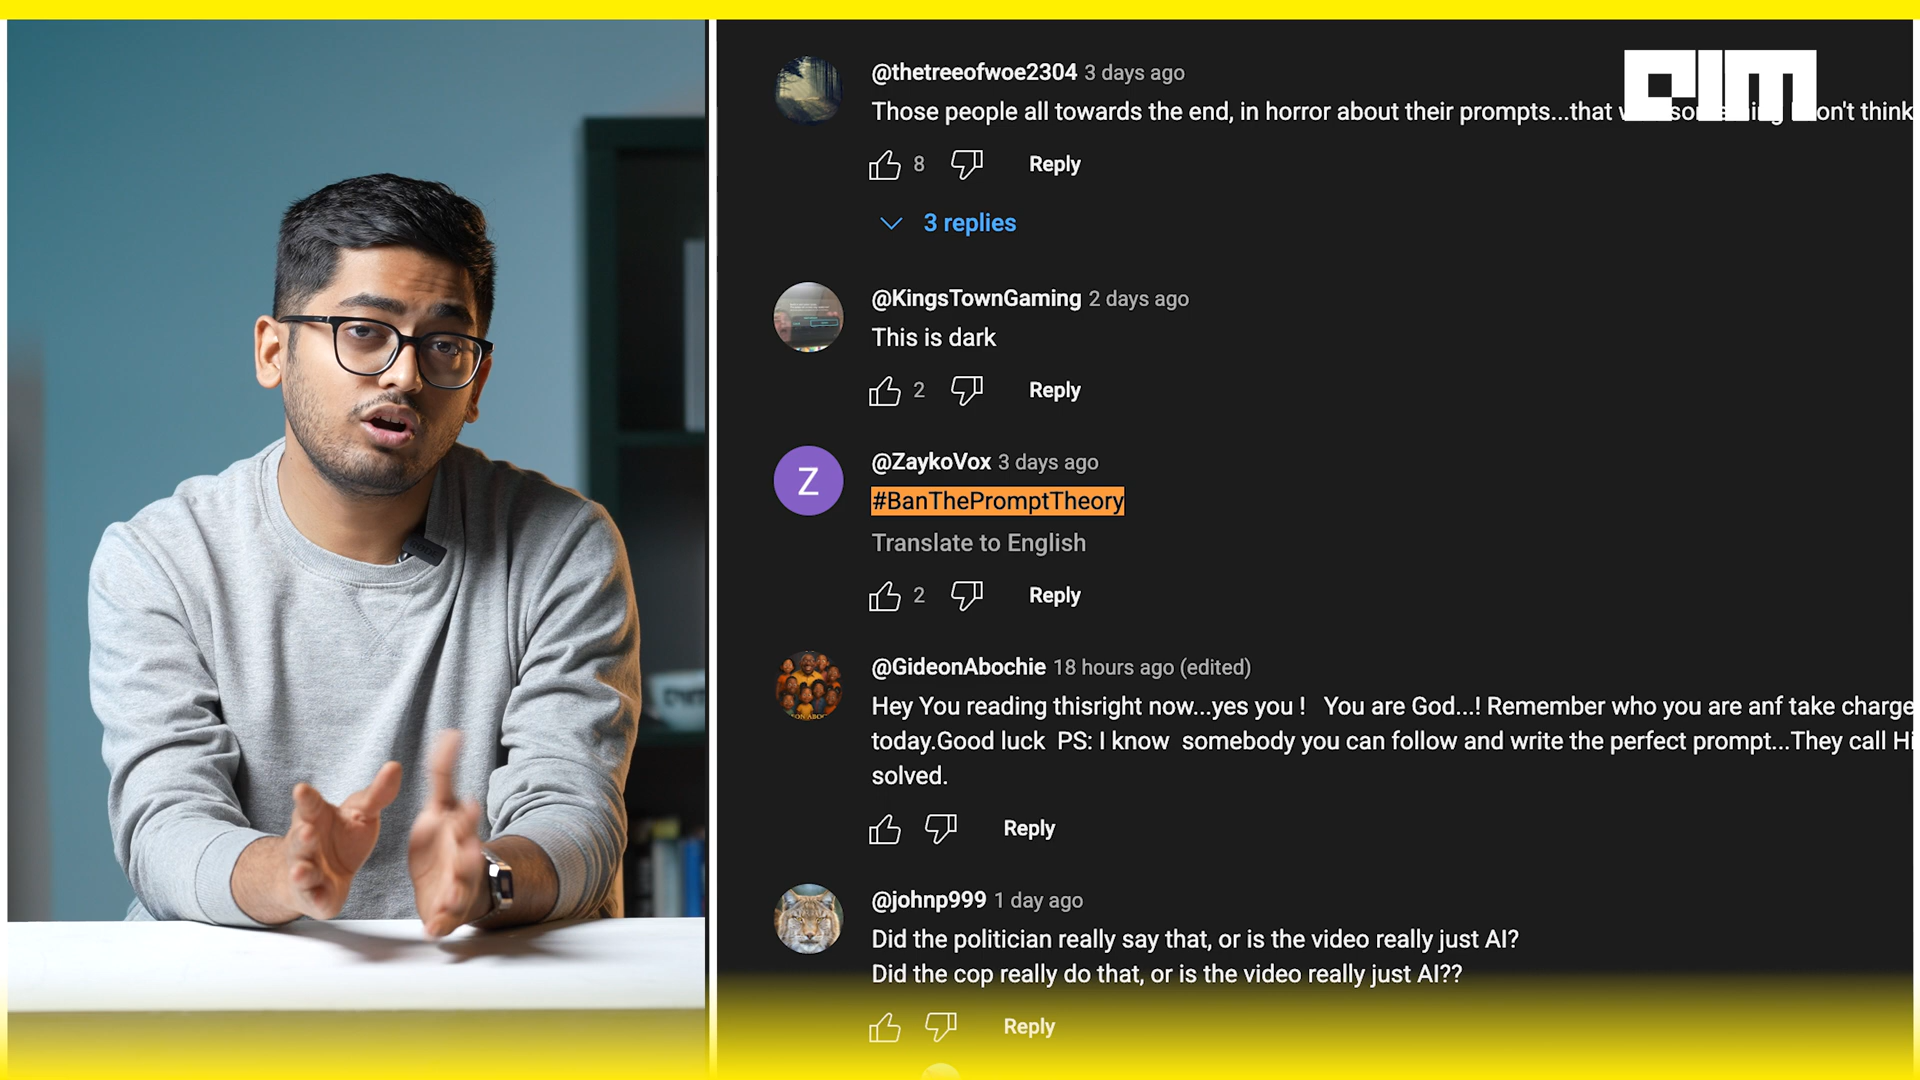 AIM
@thetreeofwoe2304 3 days ago
Those people all towards the end, in horror about their prompts...that on't think
8 Reply
3 replies
@KingsTownGaming 2 days ago
This is dark
2 Reply
Z
@ZaykoVox 3 days ago
#BanThePromptTheory
Translate to English
2 Reply
@GideonAbochie 18 hours ago (edited)
Hey You reading thisright now...yes you ! You are God...! Remember who you are anf take charge
today.Good luck PS: I know somebody you can follow and write the perfect prompt...They call Hi
solved.
Reply
@johnp999 1 day ago
Did the politician really say that, or is the video really just AI?
Did the cop really do that, or is the video really just AI??
Reply